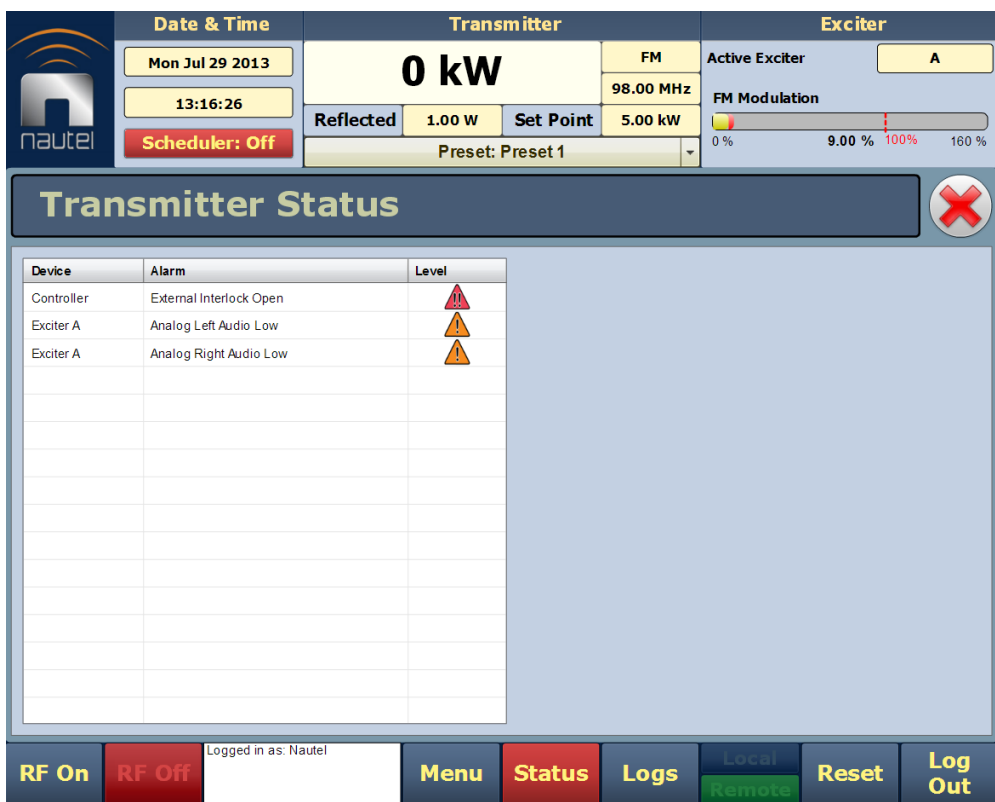 Date & Time
Transmitter
Exciter
nautel
Mon Jul 29 2013
13:16:26
Scheduler: Off
0 kW
FM
98.00 MHz
Reflected 1.00 W Set Point 5.00 kW
Preset: Preset 1
Active Exciter A
FM Modulation
0 % 9.00 % 100% 160 %
Transmitter Status
Device Alarm Level
Controller External Interlock Open
Exciter A Analog Left Audio Low
Exciter A Analog Right Audio Low
RF On
RF Off
Logged in as: Nautel
Menu
Status
Logs
Local
Remote
Reset
Log
Out